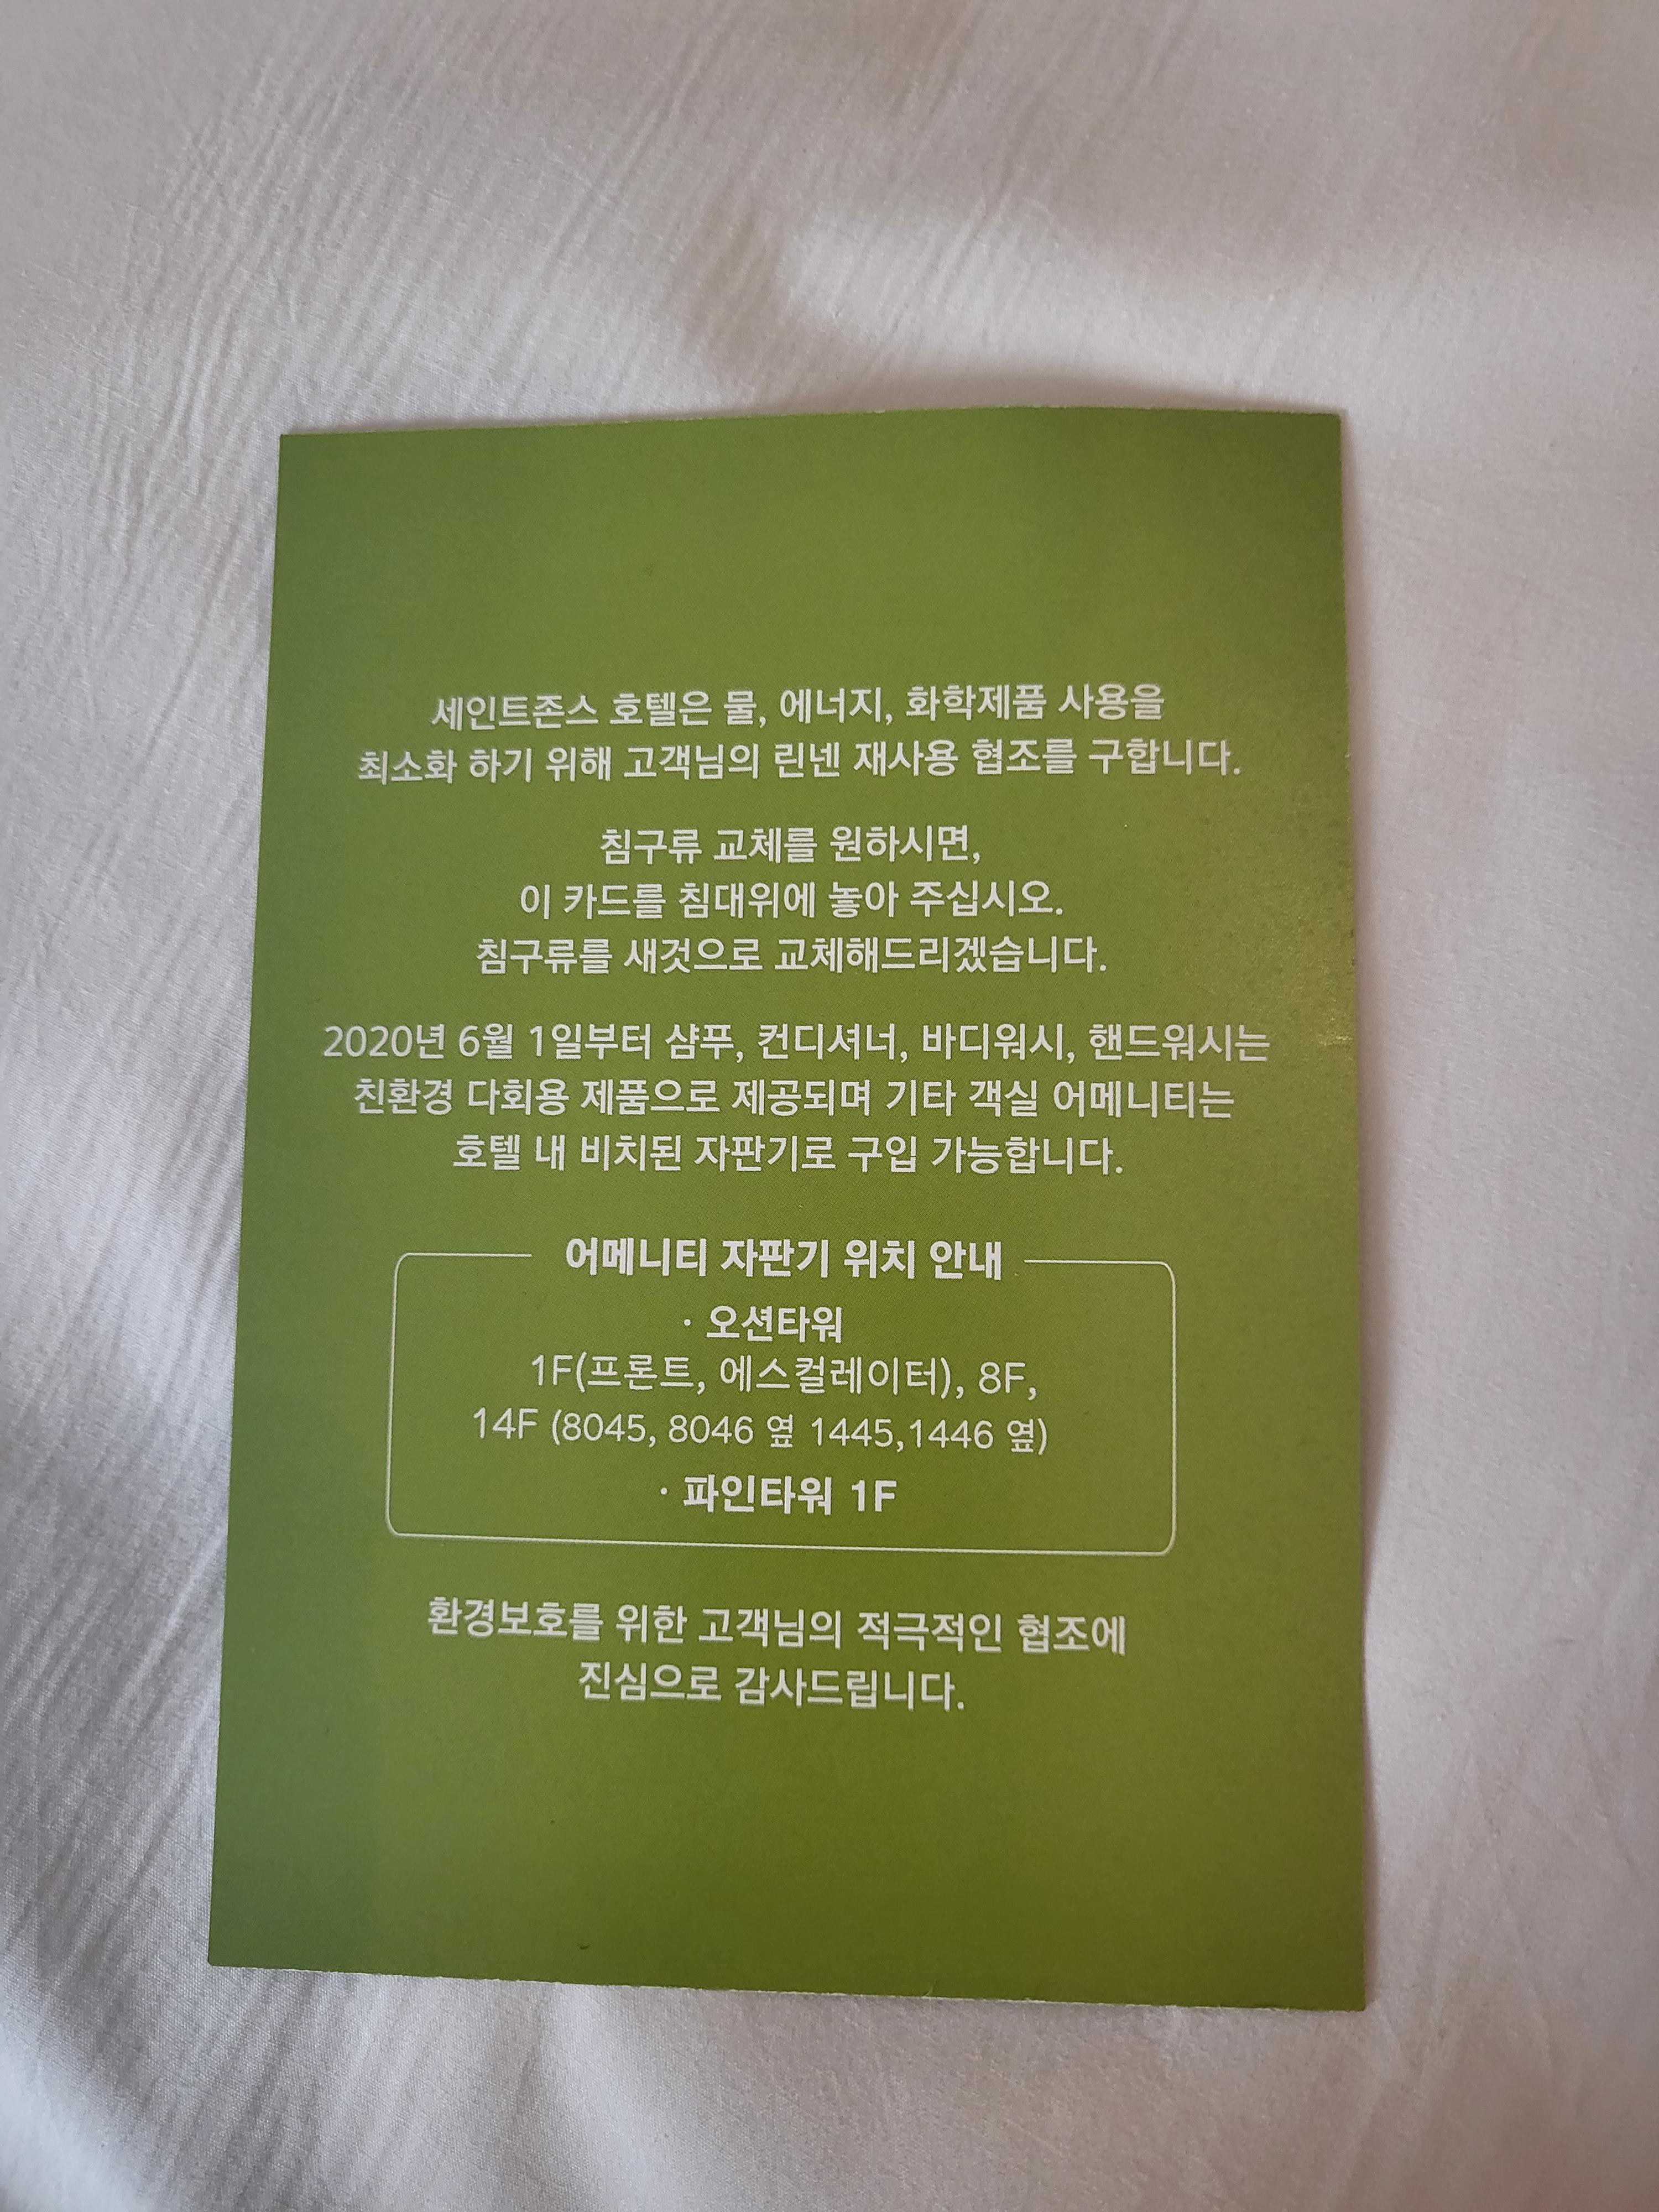 세인트존스 호텔은 물, 에너지, 화학제품 사용을
최소화 하기 위해 고객님의 린넨 재사용 협조를 구합니다.
침구류 교체를 원하시면,
이 카드를 침대위에 놓아 주십시오.
침구류를 새것으로 교체해드리겠습니다.
2020년 6월 1일부터 샴푸, 컨디셔너, 바디워시, 핸드워시는
친환경 다회용 제품으로 제공되며 기타 객실 어메니티는
호텔 내 비치된 자판기로 구입 가능합니다.
어메니티 자판기 위치 안내
· 오션타워
1F(프론트, 에스컬레이터), 8F,
14F (8045, 8046 옆 1445,1446 옆)
· 파인타워 1F
환경보호를 위한 고객님의 적극적인 협조에
진심으로 감사드립니다.